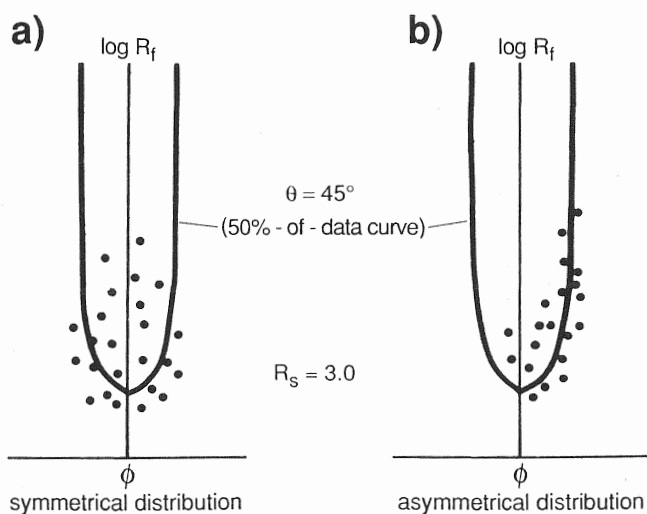 a)
log R_f
b)
log R_f
θ = 45°
(50% - of - data curve)
R_s = 3.0
ϕ
symmetrical distribution
ϕ
asymmetrical distribution